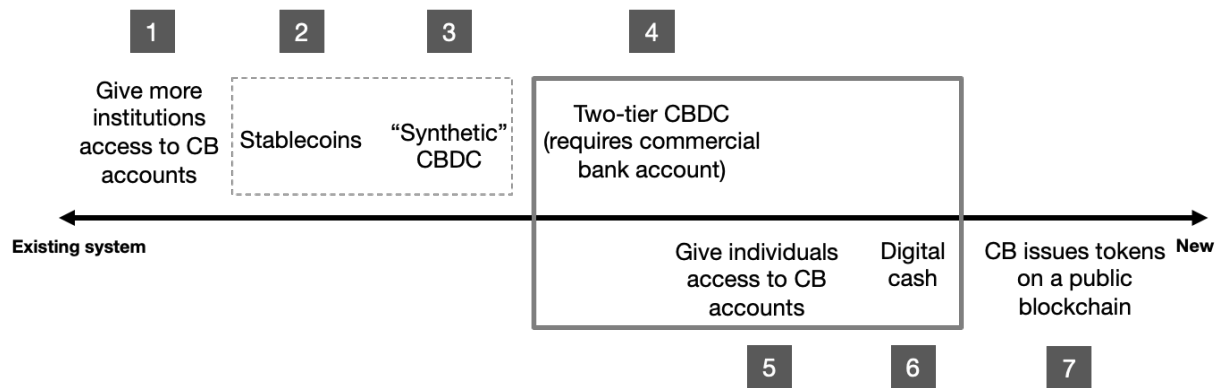 1
2
3
4
Give more
institutions
access to CB
accounts
Stablecoins
“Synthetic”
CBDC
Two-tier CBDC
(requires commercial
bank account)
Existing system
New
Give individuals
access to CB
accounts
Digital
cash
CB issues tokens
on a public
blockchain
5
6
7